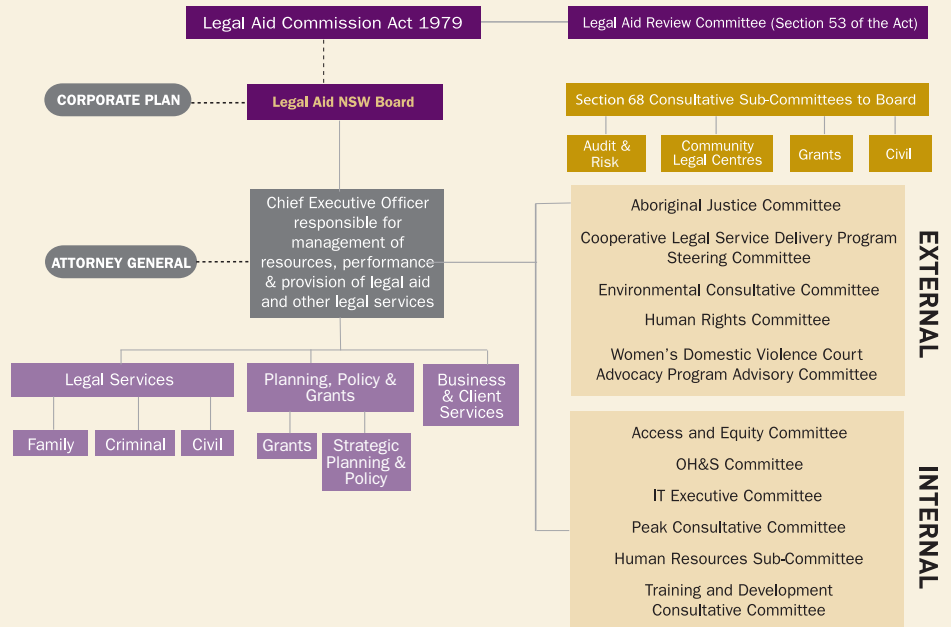 Legal Aid Commission Act 1979
Legal Aid Review Committee (Section 53 of the Act)
CORPORATE PLAN
Legal Aid NSW Board
Section 68 Consultative Sub-Committees to Board
Audit &
Risk
Community
Legal Centres
Grants
Civil
Chief Executive Officer
responsible for
management of
resources, performance
& provision of legal aid
and other legal services
ATTORNEY GENERAL
Aboriginal Justice Committee
Cooperative Legal Service Delivery Program
Steering Committee
Environmental Consultative Committee
Human Rights Committee
Women's Domestic Violence Court
Advocacy Program Advisory Committee
EXTERNAL
Legal Services
Family
Criminal
Civil
Planning, Policy &
Grants
Grants
Strategic
Planning &
Policy
Business
& Client
Services
Access and Equity Committee
OH&S Committee
IT Executive Committee
Peak Consultative Committee
Human Resources Sub-Committee
Training and Development
Consultative Committee
INTERNAL